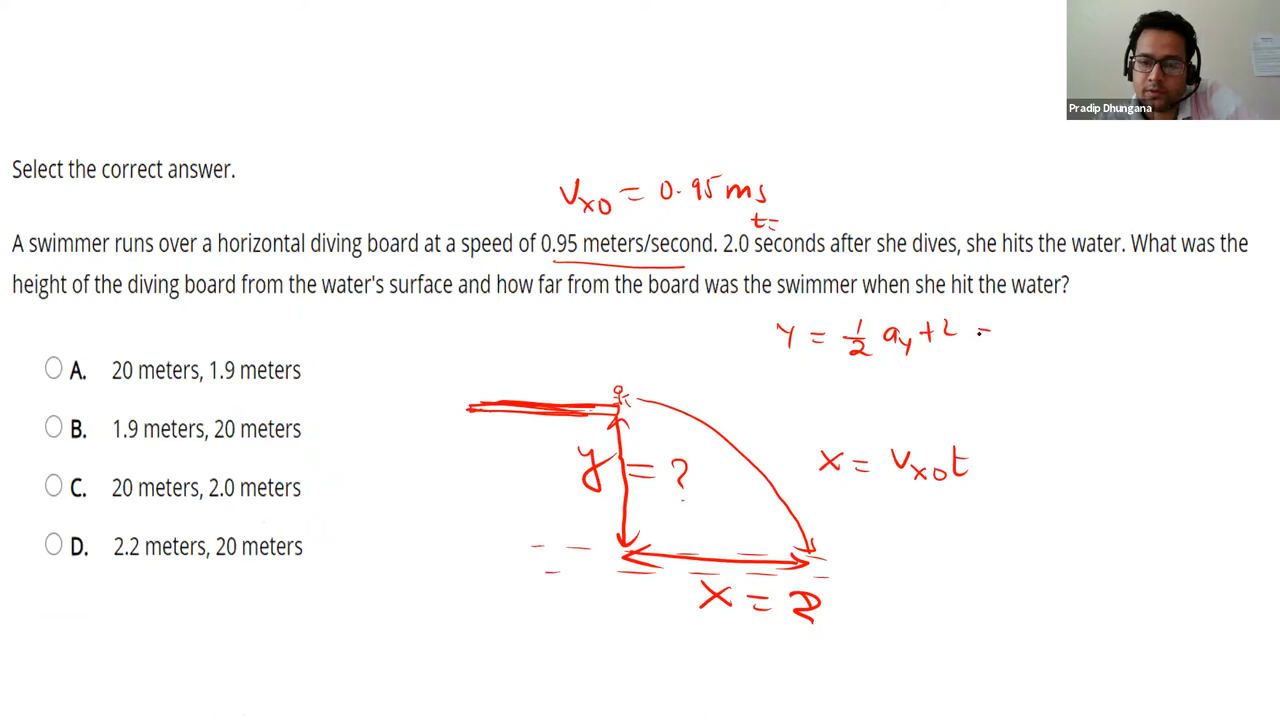 Pradip Dhungana
Select the correct answer.
Vx0 = 0.95 ms
t=
A swimmer runs over a horizontal diving board at a speed of 0.95 meters/second. 2.0 seconds after she dives, she hits the water. What was the
height of the diving board from the water's surface and how far from the board was the swimmer when she hit the water?
y = 1/2 ay t2 =
A. 20 meters, 1.9 meters
B. 1.9 meters, 20 meters
y = ?
x = vx0t
C. 20 meters, 2.0 meters
D. 2.2 meters, 20 meters
x = ?